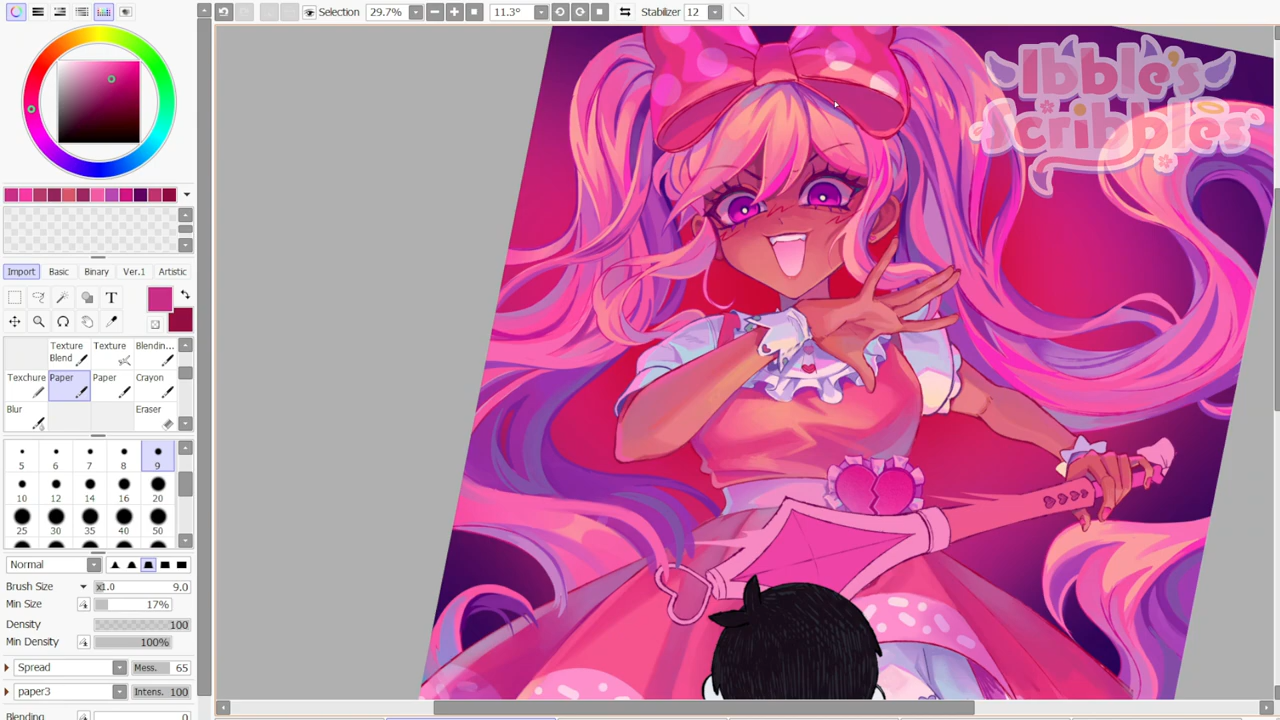 Selection 29.7% 11.3° Stabilizer 12
Ibble's
Scribbles
Import Basic Binary Ver.1 Artistic
T
Texture
Blend
Texture
Blendin...
Texchure
Paper
Paper
Crayon
Blur
Eraser
5 6 7 8 9
10 12 14 16 20
25 30 35 40 50
Normal
Brush Size x1.0 9.0
Min Size 17%
Density 100
Min Density 100%
Spread Mess. 65
paper3 Intens. 100
Blending 0